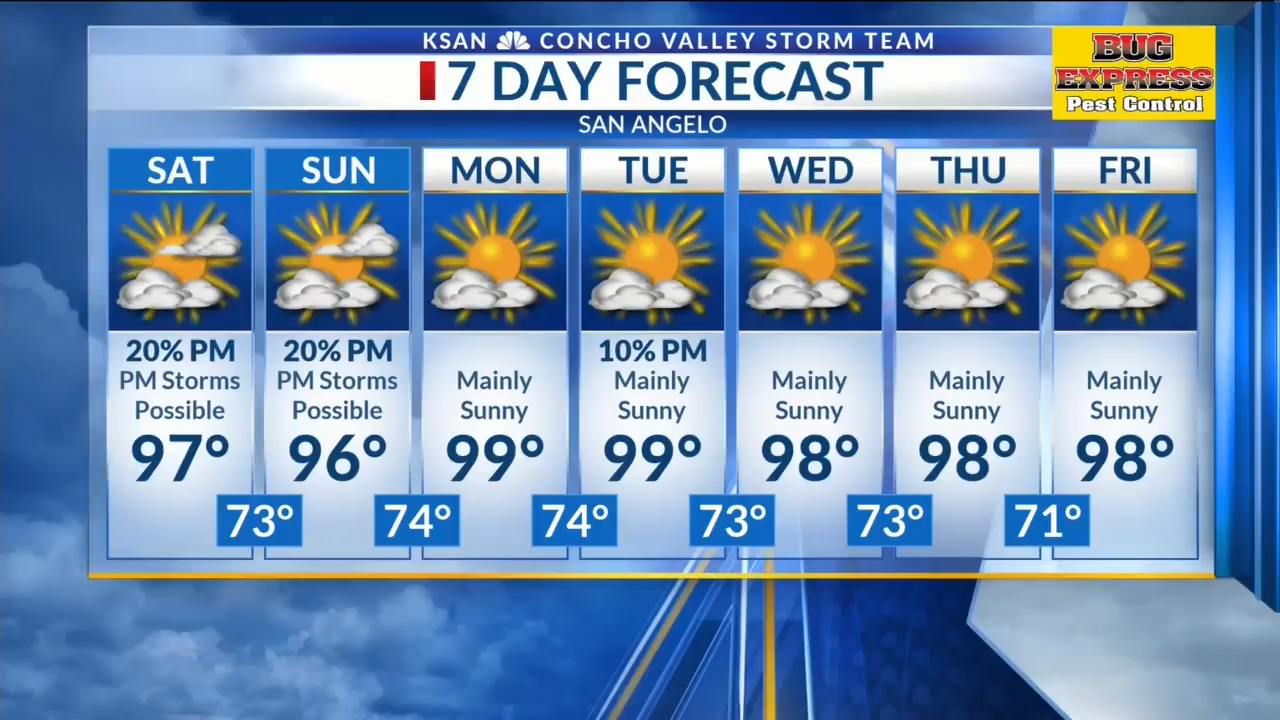 KSAN CONCHO VALLEY STORM TEAM
7 DAY FORECAST
SAN ANGELO
BUG
EXPRESS
Pest Control
SAT
20% PM
PM Storms
Possible
97°
SUN
20% PM
PM Storms
Possible
96°
MON
Mainly
Sunny
99°
TUE
10% PM
Mainly
Sunny
99°
WED
Mainly
Sunny
98°
THU
Mainly
Sunny
98°
FRI
Mainly
Sunny
98°
73°
74°
74°
73°
73°
71°